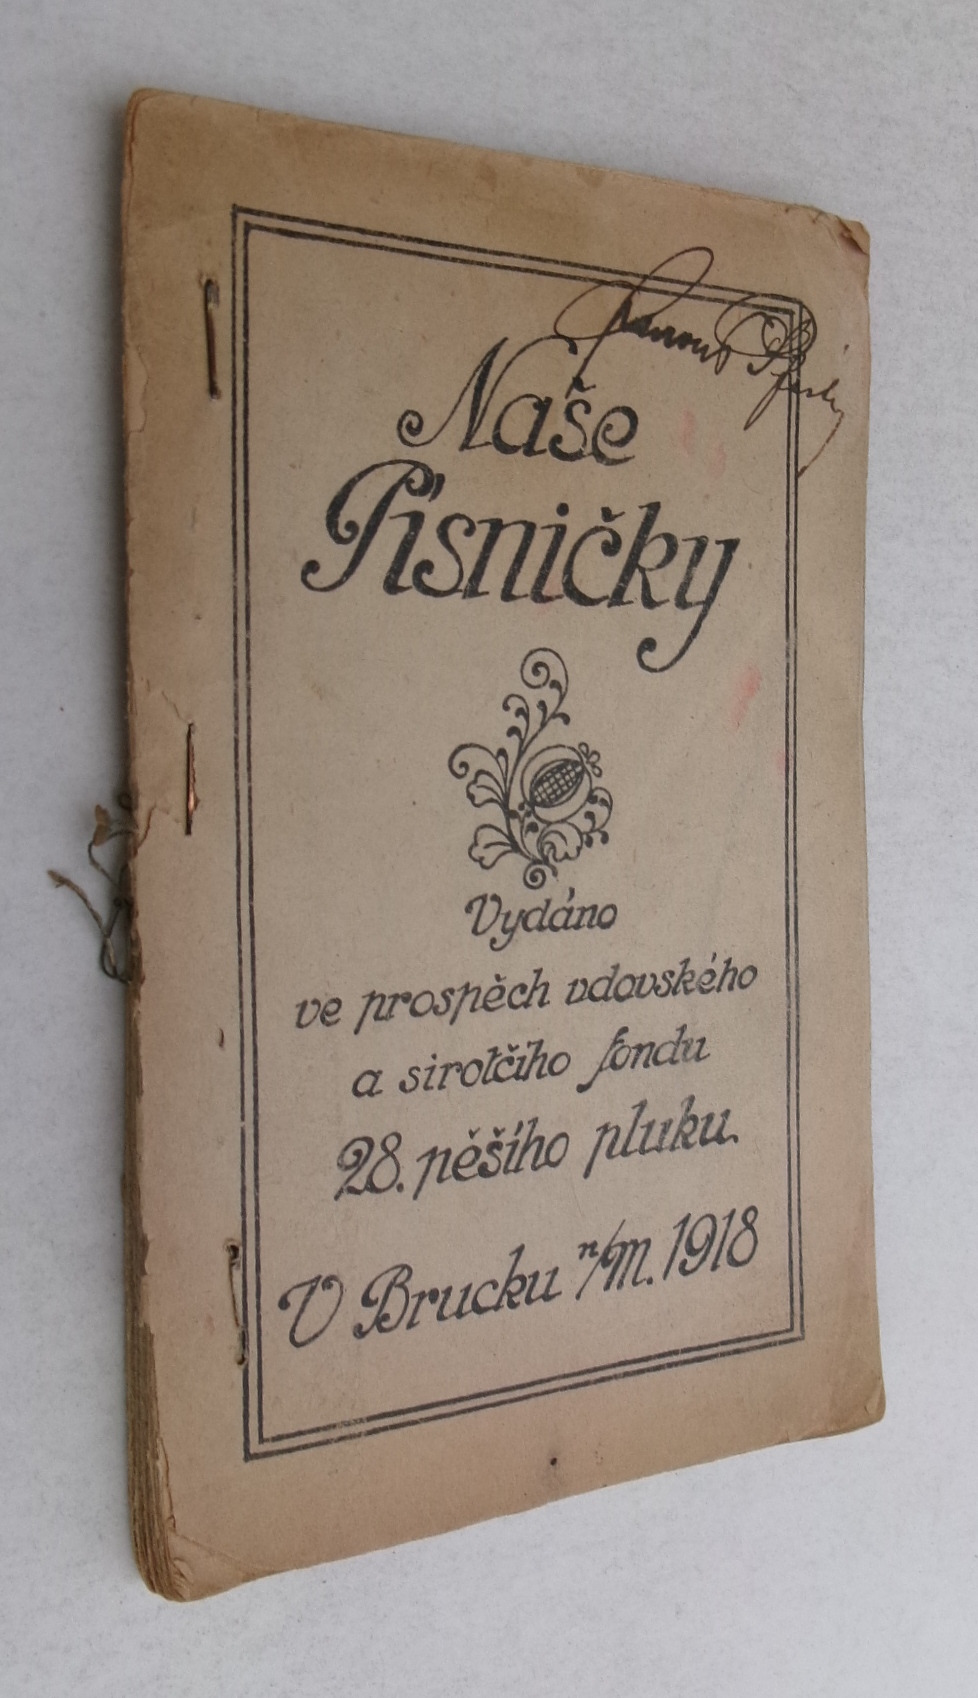 Naše
Písničky
Vydáno
ve prospěch vdovského
a sirotčího fondu
28. pěšího pluku.
V Brucku n/M. 1918